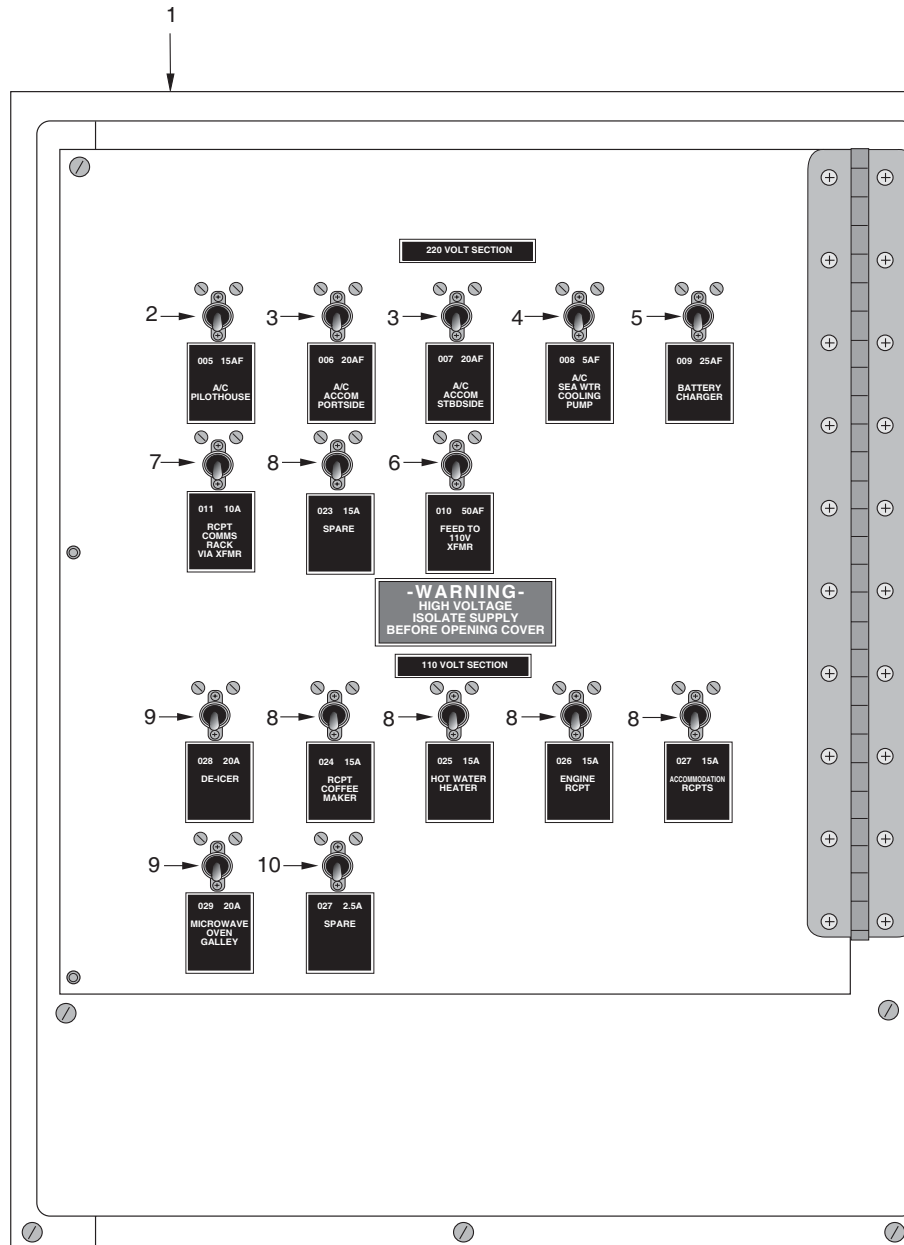 1
220 VOLT SECTION
2
3
3
4
5
005 15AF
A/C
PILOTHOUSE
006 20AF
A/C
ACCOM
PORTSIDE
007 20AF
A/C
ACCOM
STBDSIDE
008 5AF
A/C
SEA WTR
COOLING
PUMP
009 25AF
BATTERY
CHARGER
7
8
6
011 10A
RCPT
COMMS
RACK
VIA XFMR
023 15A
SPARE
010 50AF
FEED TO
110V
XFMR
-WARNING-
HIGH VOLTAGE
ISOLATE SUPPLY
BEFORE OPENING COVER
110 VOLT SECTION
9
8
8
8
8
028 20A
DE-ICER
024 15A
RCPT
COFFEE
MAKER
025 15A
HOT WATER
HEATER
026 15A
ENGINE
RCPT
027 15A
ACCOMMODATION
RCPTS
9
10
029 20A
MICROWAVE
OVEN
GALLEY
027 2.5A
SPARE